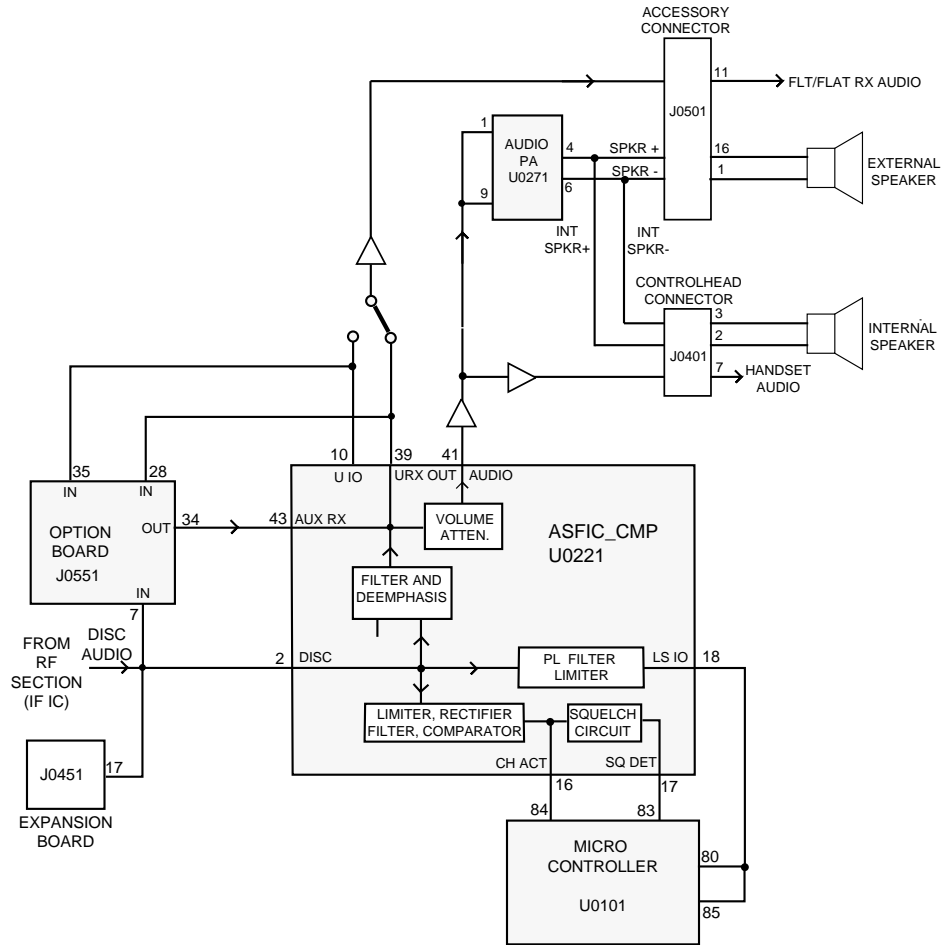 ACCESSORY
CONNECTOR
11
FLT/FLAT RX AUDIO
J0501
1
AUDIO
PA
U0271
4
SPKR +
16
6
SPKR -
1
EXTERNAL
SPEAKER
9
INT
SPKR+
INT
SPKR-
CONTROLHEAD
CONNECTOR
3
J0401
2
INTERNAL
SPEAKER
7
HANDSET
AUDIO
35
28
10
39
41
IN
IN
U IO
URX OUT
AUDIO
OPTION
BOARD
J0551
OUT
34
43
AUX RX
VOLUME
ATTEN.
ASFIC_CMP
U0221
FILTER AND
DEEMPHASIS
IN
7
FROM
RF
SECTION
(IF IC)
DISC
AUDIO
2
DISC
PL FILTER
LIMITER
LS IO
18
LIMITER, RECTIFIER
FILTER, COMPARATOR
SQUELCH
CIRCUIT
J0451
17
EXPANSION
BOARD
CH ACT
SQ DET
16
17
84
83
MICRO
CONTROLLER
U0101
80
85